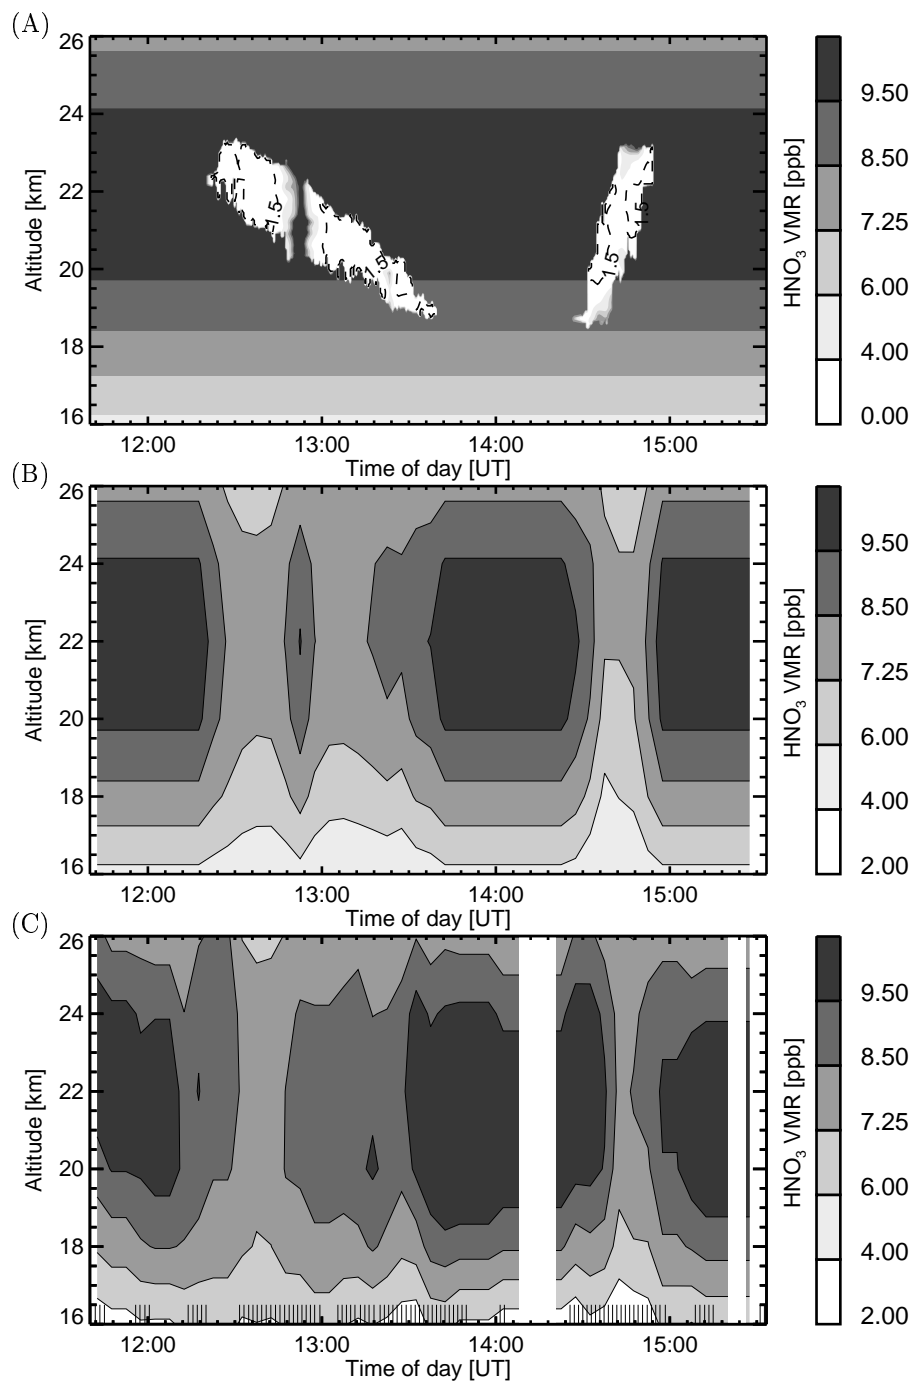 (A)
26
24
22
20
18
16
Altitude [km]
1.5
1.5
1.5
1.5
12:00 13:00 14:00 15:00
Time of day [UT]
HNO3 VMR [ppb]
9.50
8.50
7.25
6.00
4.00
0.00
(B)
26
24
22
20
18
16
Altitude [km]
12:00 13:00 14:00 15:00
Time of day [UT]
HNO3 VMR [ppb]
9.50
8.50
7.25
6.00
4.00
2.00
(C)
26
24
22
20
18
16
Altitude [km]
12:00 13:00 14:00 15:00
Time of day [UT]
HNO3 VMR [ppb]
9.50
8.50
7.25
6.00
4.00
2.00